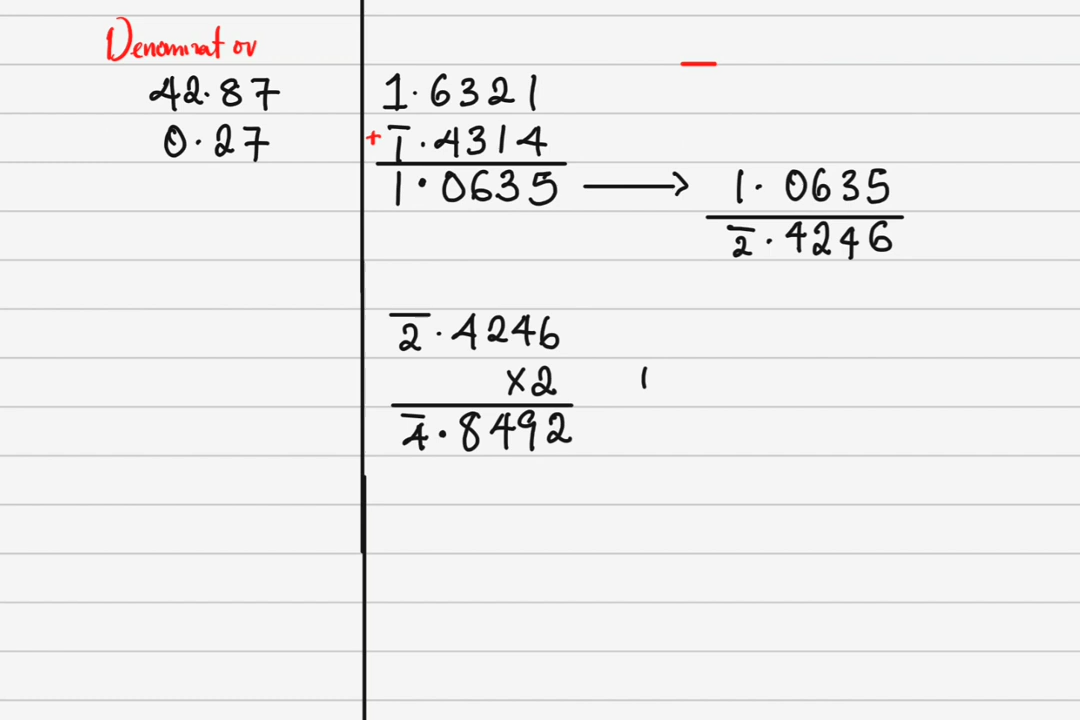 Denominator
42.87 1.6321
0.27 + 1̅.4314
1.0635 ⟶ 1.0635
2̅.4246
2̅.4246
×2 1
4̅.8492